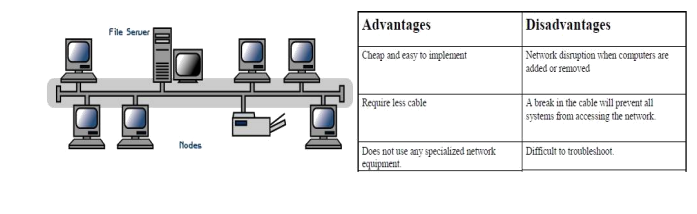 File Server
Nodes
Advantages
Disadvantages
Cheap and easy to implement
Network disruption when computers are
added or removed
Require less cable
A break in the cable will prevent all
systems from accessing the network.
Does not use any specialized network
equipment.
Difficult to troubleshoot.